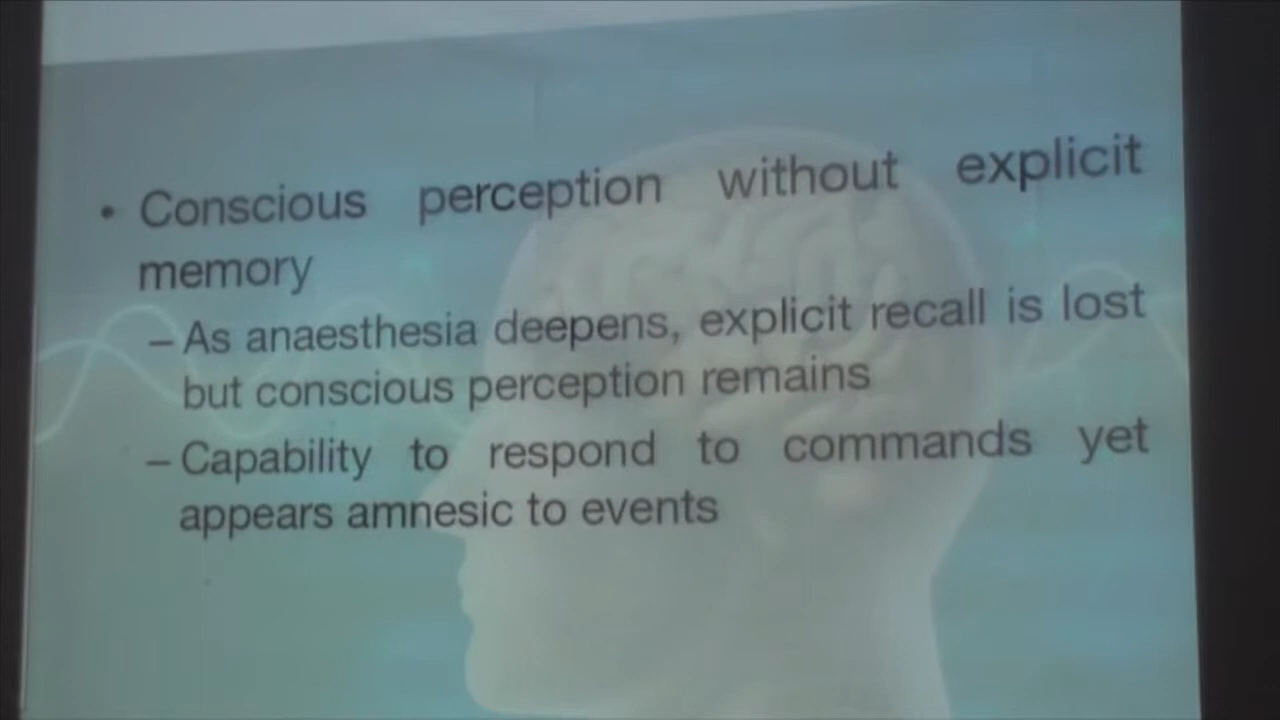 • Conscious perception without explicit
memory
– As anaesthesia deepens, explicit recall is lost
but conscious perception remains
– Capability to respond to commands yet
appears amnesic to events